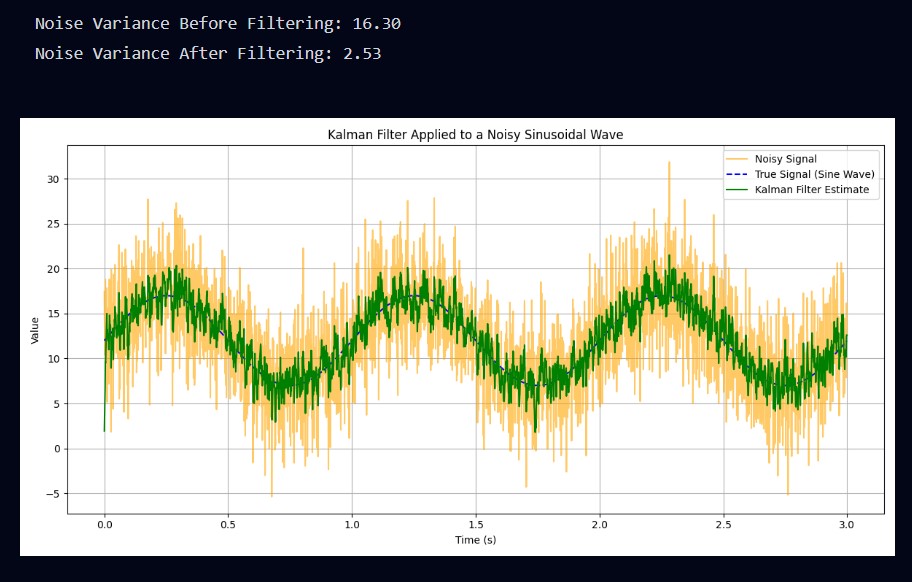 Noise Variance Before Filtering: 16.30
Noise Variance After Filtering: 2.53
Kalman Filter Applied to a Noisy Sinusoidal Wave
Noisy Signal
True Signal (Sine Wave)
Kalman Filter Estimate
30
25
20
15
10
5
0
−5
Value
0.0 0.5 1.0 1.5 2.0 2.5 3.0
Time (s)